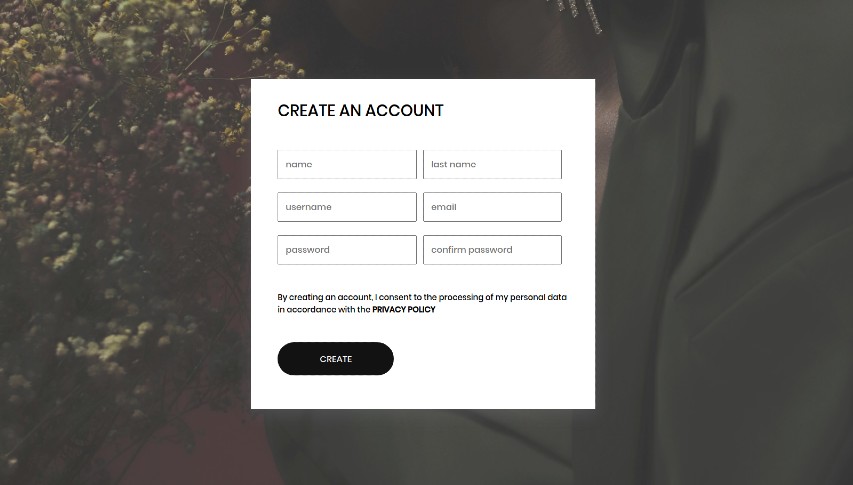 CREATE AN ACCOUNT
name last name
username email
password confirm password
By creating an account, I consent to the processing of my personal data
in accordance with the PRIVACY POLICY
CREATE